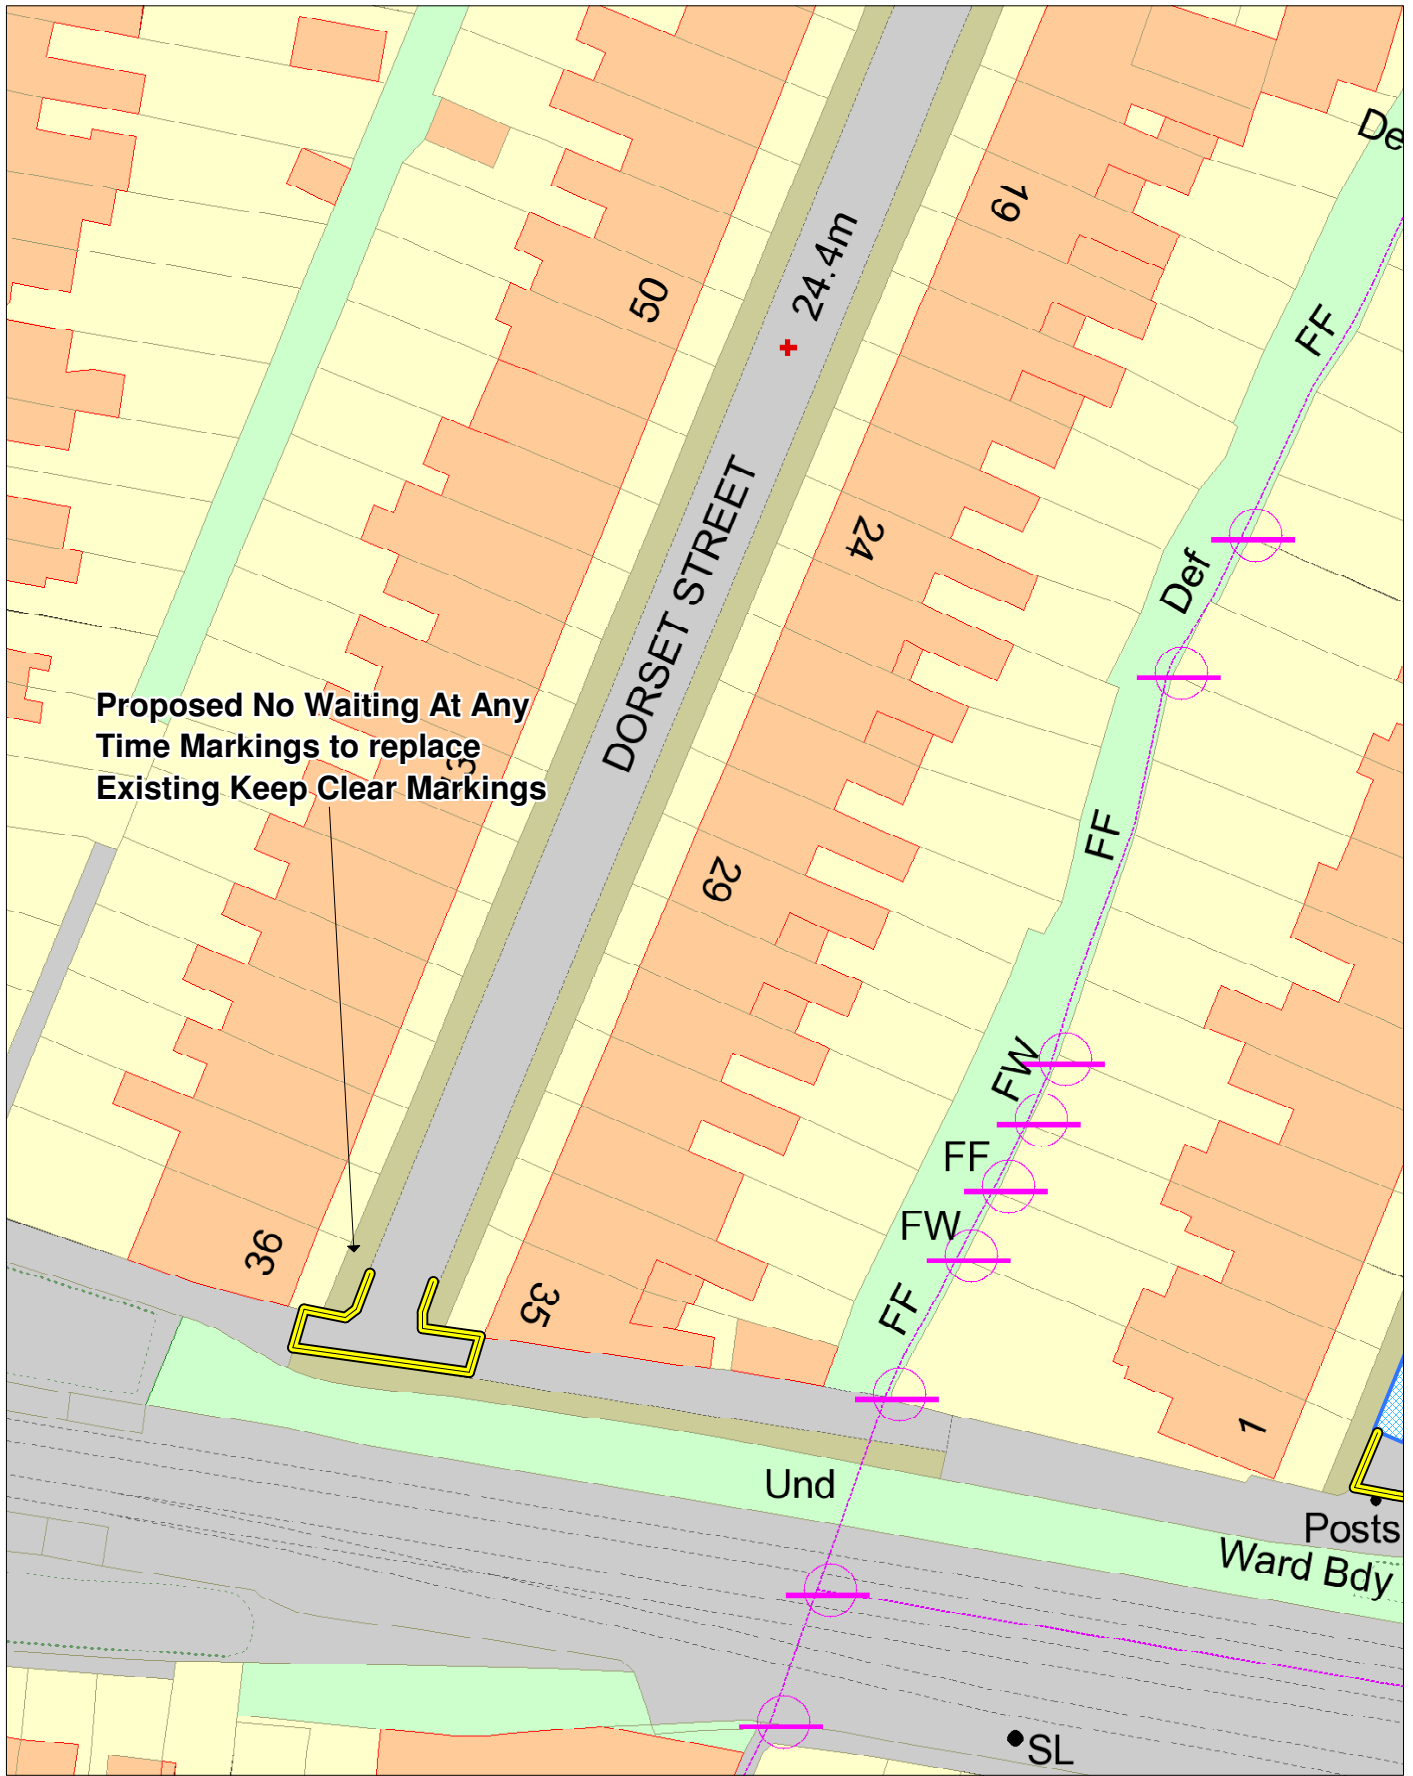 De
19
24.4m
50
FF
DORSET STREET
24
Def
Proposed No Waiting At Any
Time Markings to replace
Existing Keep Clear Markings
FF
29
FW
FF
FW
36
35
FF
1
Und
Posts
Ward Bdy
SL